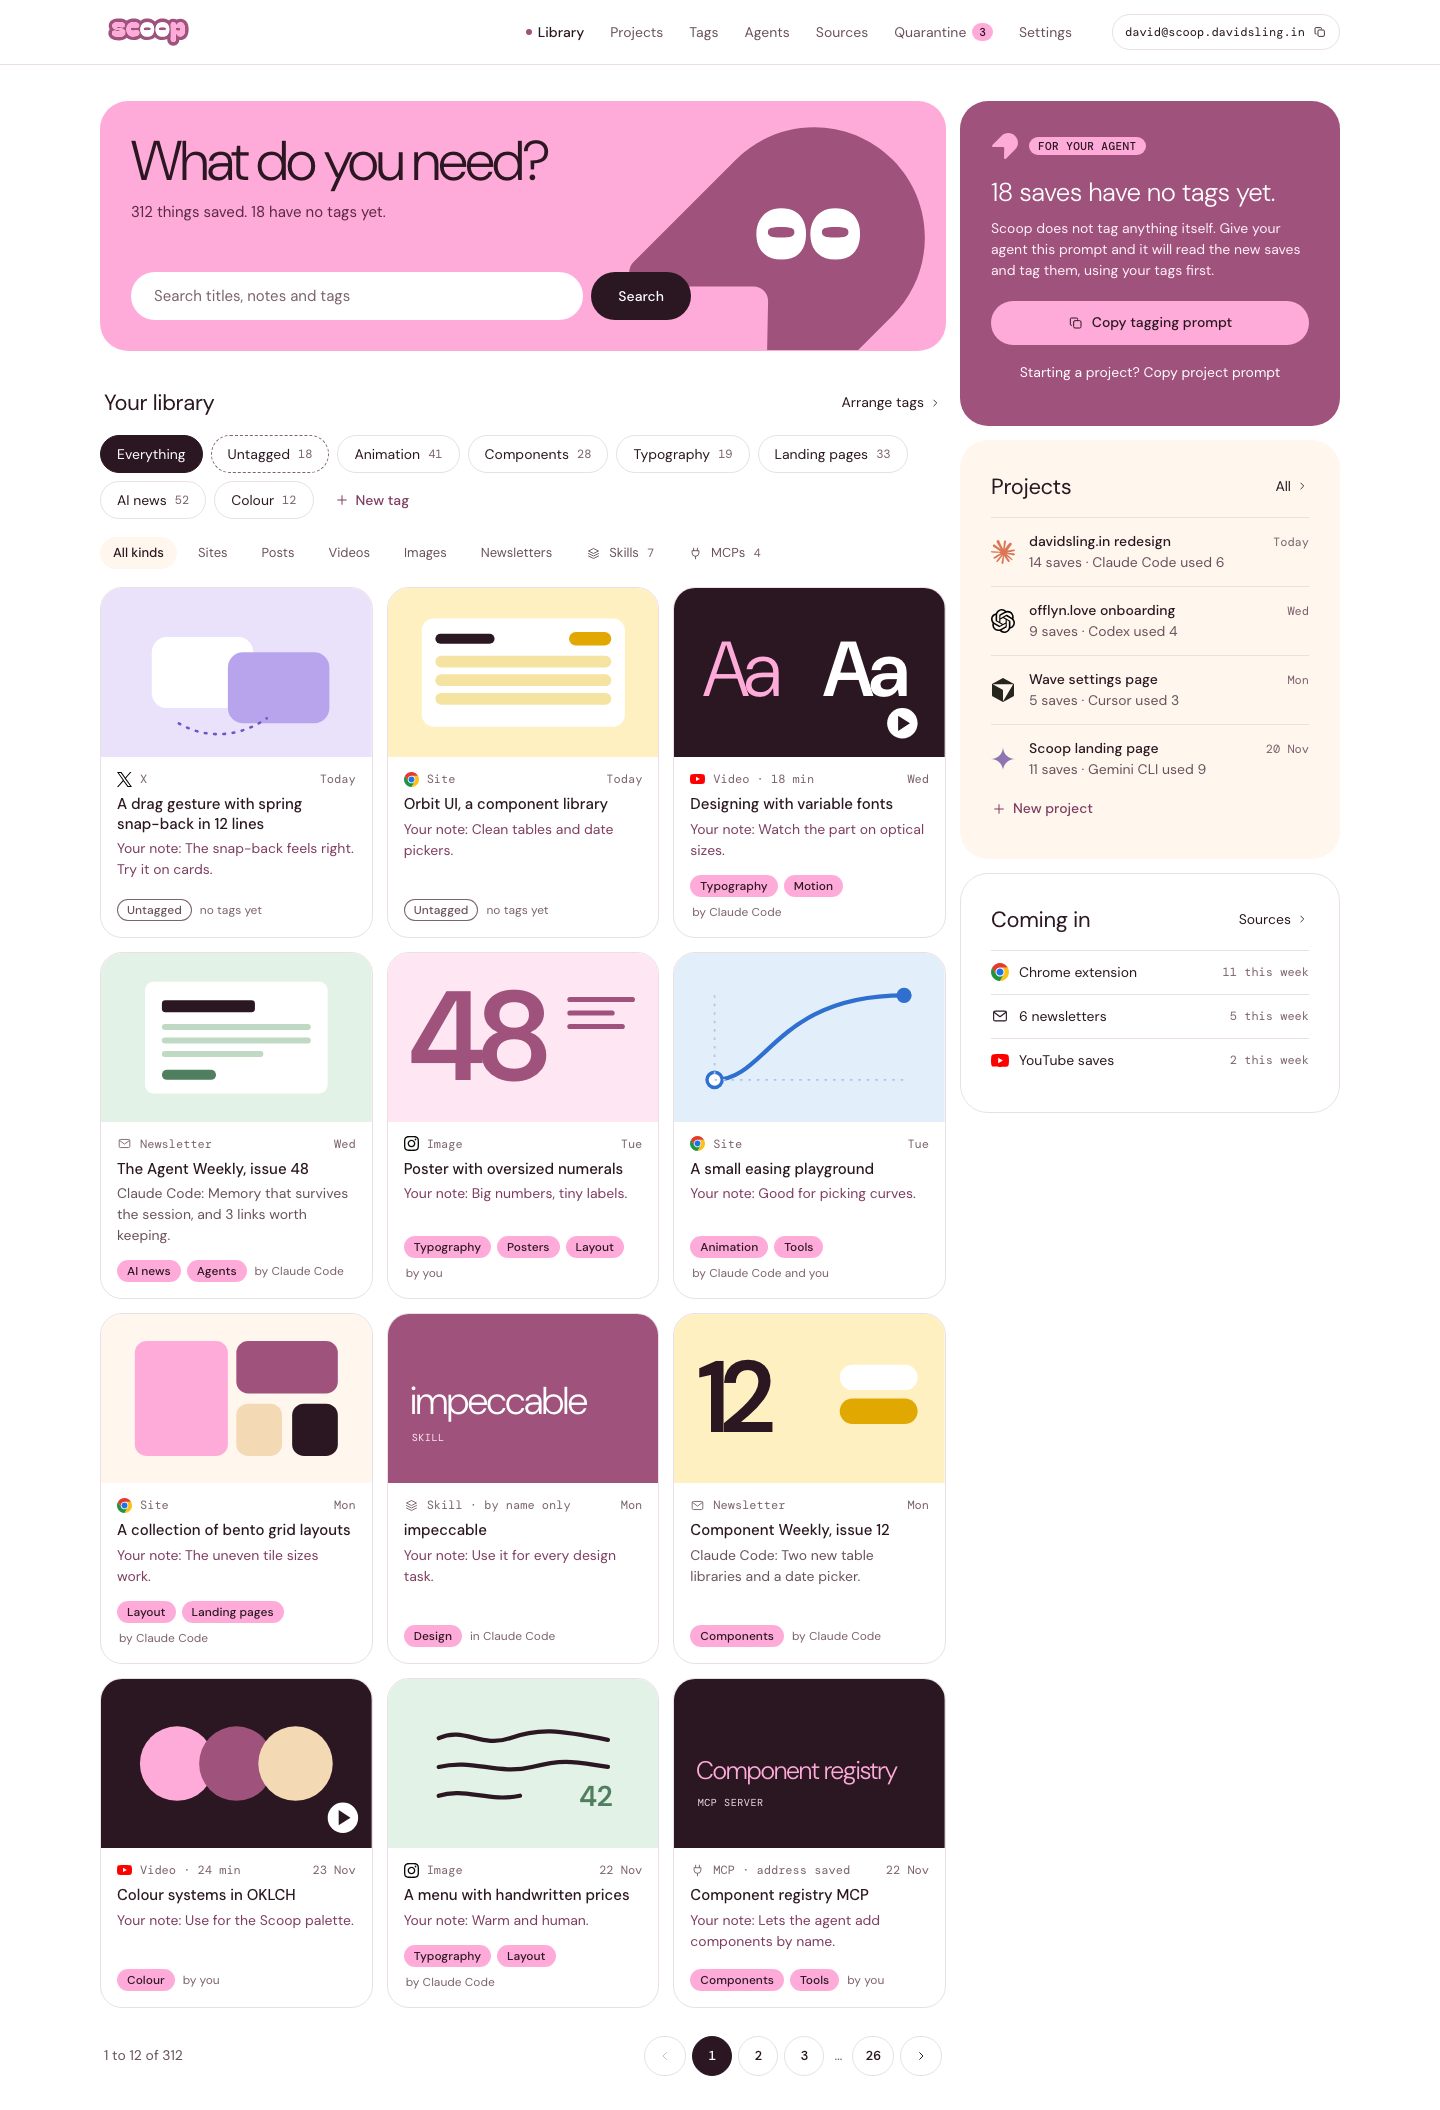 scoop
Library
Projects
Tags
Agents
Sources
Quarantine 3
Settings
david@scoop.davidsling.in
What do you need?
312 things saved. 18 have no tags yet.
Search titles, notes and tags
Search
FOR YOUR AGENT
18 saves have no tags yet.
Scoop does not tag anything itself. Give your
agent this prompt and it will read the new saves
and tag them, using your tags first.
Copy tagging prompt
Starting a project? Copy project prompt
Your library
Arrange tags
Everything
Untagged 18
Animation 41
Components 28
Typography 19
Landing pages 33
AI news 52
Colour 12
New tag
All kinds
Sites
Posts
Videos
Images
Newsletters
Skills 7
MCPs 4
X Today
A drag gesture with spring
snap-back in 12 lines
Your note: The snap-back feels right.
Try it on cards.
Untagged no tags yet
Site Today
Orbit UI, a component library
Your note: Clean tables and date
pickers.
Untagged no tags yet
Aa Aa
Video · 18 min Wed
Designing with variable fonts
Your note: Watch the part on optical
sizes.
Typography Motion
by Claude Code
Newsletter Wed
The Agent Weekly, issue 48
Claude Code: Memory that survives
the session, and 3 links worth
keeping.
AI news Agents by Claude Code
48
Image Tue
Poster with oversized numerals
Your note: Big numbers, tiny labels.
Typography Posters Layout
by you
Site Tue
A small easing playground
Your note: Good for picking curves.
Animation Tools
by Claude Code and you
Site Mon
A collection of bento grid layouts
Your note: The uneven tile sizes
work.
Layout Landing pages
by Claude Code
impeccable
SKILL
Skill · by name only Mon
impeccable
Your note: Use it for every design
task.
Design in Claude Code
12
Newsletter Mon
Component Weekly, issue 12
Claude Code: Two new table
libraries and a date picker.
Components by Claude Code
Video · 24 min 23 Nov
Colour systems in OKLCH
Your note: Use for the Scoop palette.
Colour by you
42
Image 22 Nov
A menu with handwritten prices
Your note: Warm and human.
Typography Layout
by Claude Code
Component registry
MCP SERVER
MCP · address saved 22 Nov
Component registry MCP
Your note: Lets the agent add
components by name.
Components Tools by you
1 to 12 of 312
1
2
3
…
26
Projects
All
davidsling.in redesign Today
14 saves · Claude Code used 6
offlyn.love onboarding Wed
9 saves · Codex used 4
Wave settings page Mon
5 saves · Cursor used 3
Scoop landing page 20 Nov
11 saves · Gemini CLI used 9
New project
Coming in
Sources
Chrome extension 11 this week
6 newsletters 5 this week
YouTube saves 2 this week